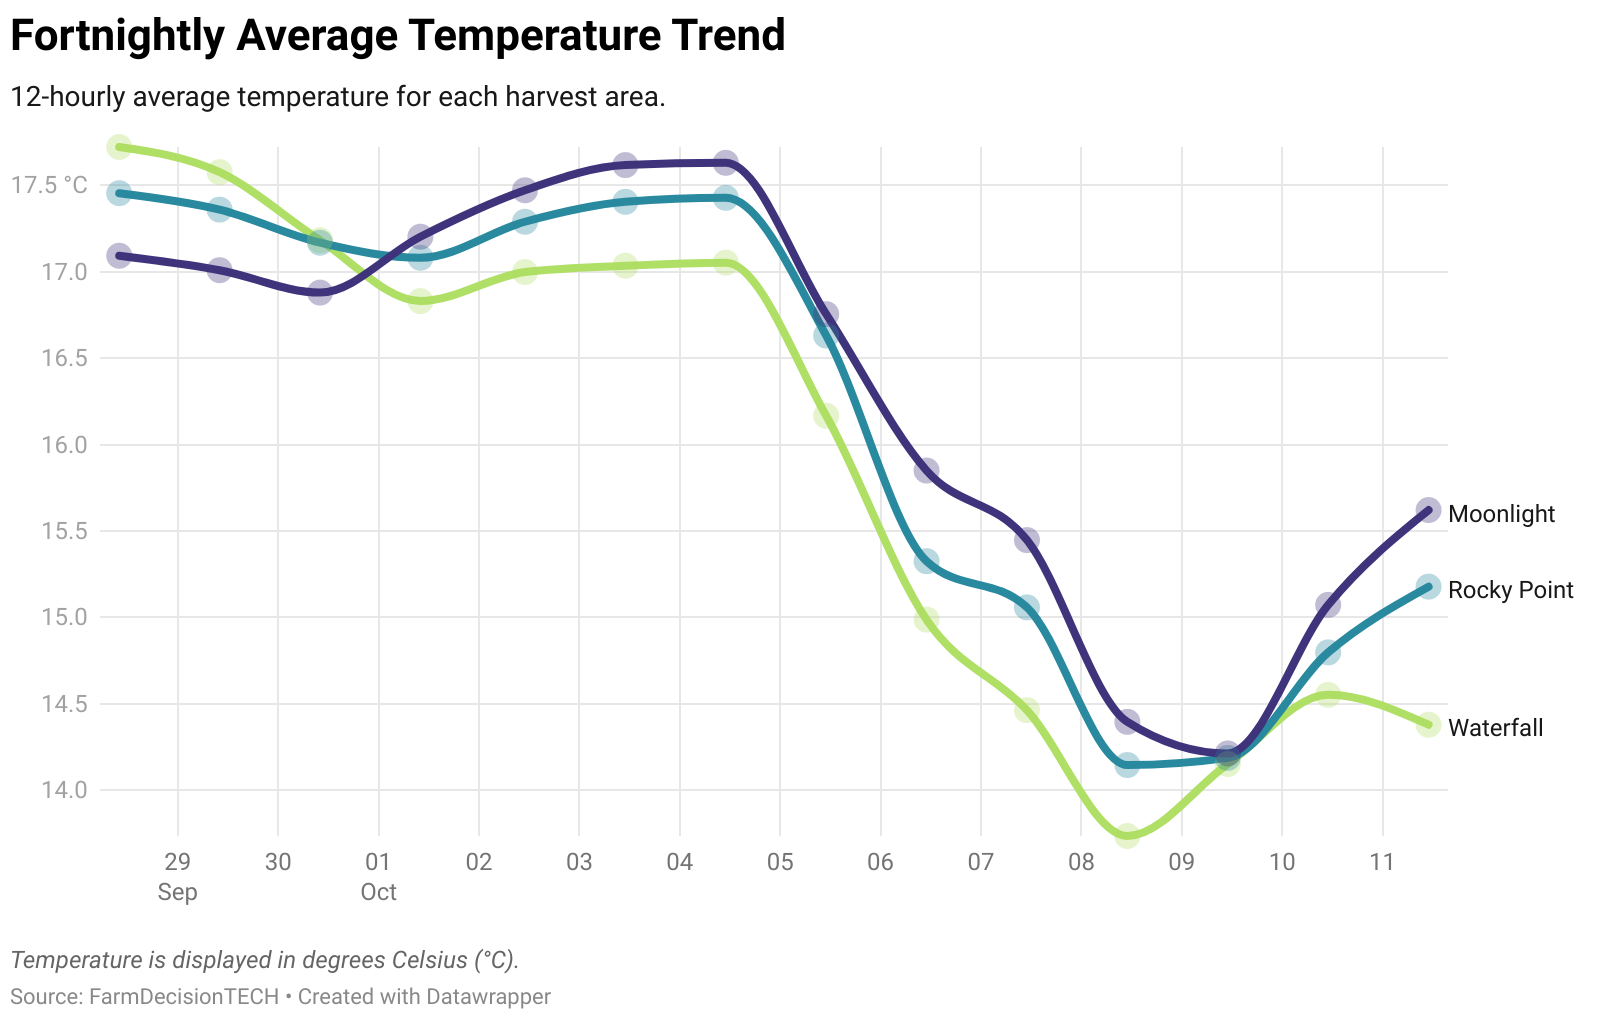 Fortnightly Average Temperature Trend
12-hourly average temperature for each harvest area.
17.5 °C
17.0
16.5
16.0
15.5
15.0
14.5
14.0
Moonlight
Rocky Point
Waterfall
29 30 01 02 03 04 05 06 07 08 09 10 11
Sep Oct
Temperature is displayed in degrees Celsius (°C).
Source: FarmDecisionTECH • Created with Datawrapper